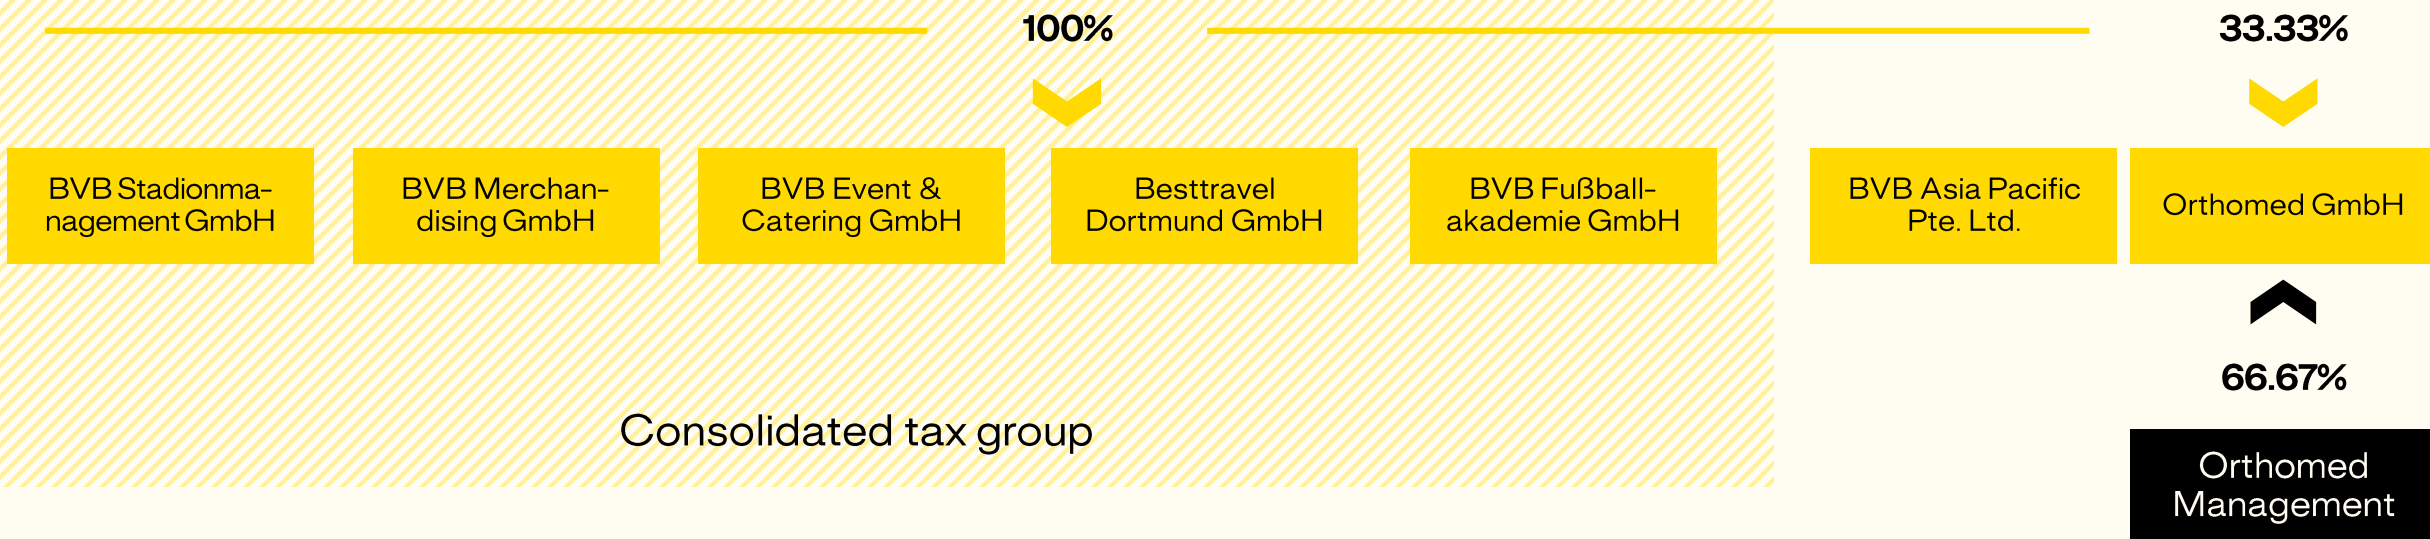 100%
33.33%
BVB Stadionma-
nagement GmbH
BVB Merchan-
dising GmbH
BVB Event &
Catering GmbH
Besttravel
Dortmund GmbH
BVB Fußball-
akademie GmbH
BVB Asia Pacific
Pte. Ltd.
Orthomed GmbH
66.67%
Consolidated tax group
Orthomed
Management